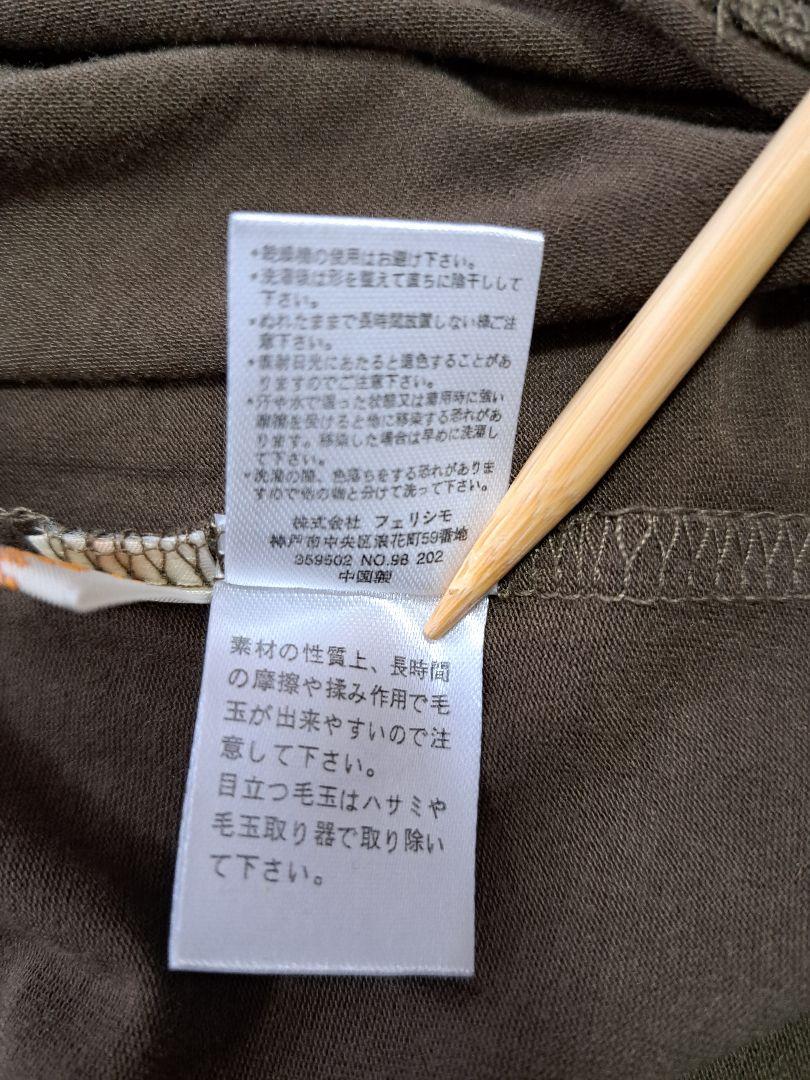 ・乾燥機の使用はお避け下さい。
・洗濯後は形を整えて直ちに陰干しして
下さい。
・ぬれたままで長時間放置しない様ご注
意下さい。
・直射日光にあたると退色することがあ
りますのでご注意下さい。
・汗や水で湿った状態又は着用時に強い
摩擦を受けると他に移染する恐れがあ
ります。移染した場合は早めに洗濯し
て下さい。
・洗濯の際、色落ちをする恐れがありま
すので他の物と分けて洗って下さい。
株式会社 フェリシモ
神戸市中央区浪花町59番地
359502 NO.98 202
中国製
素材の性質上、長時間
の摩擦や揉み作用で毛
玉が出来やすいので注
意して下さい。
目立つ毛玉はハサミや
毛玉取り器で取り除い
て下さい。